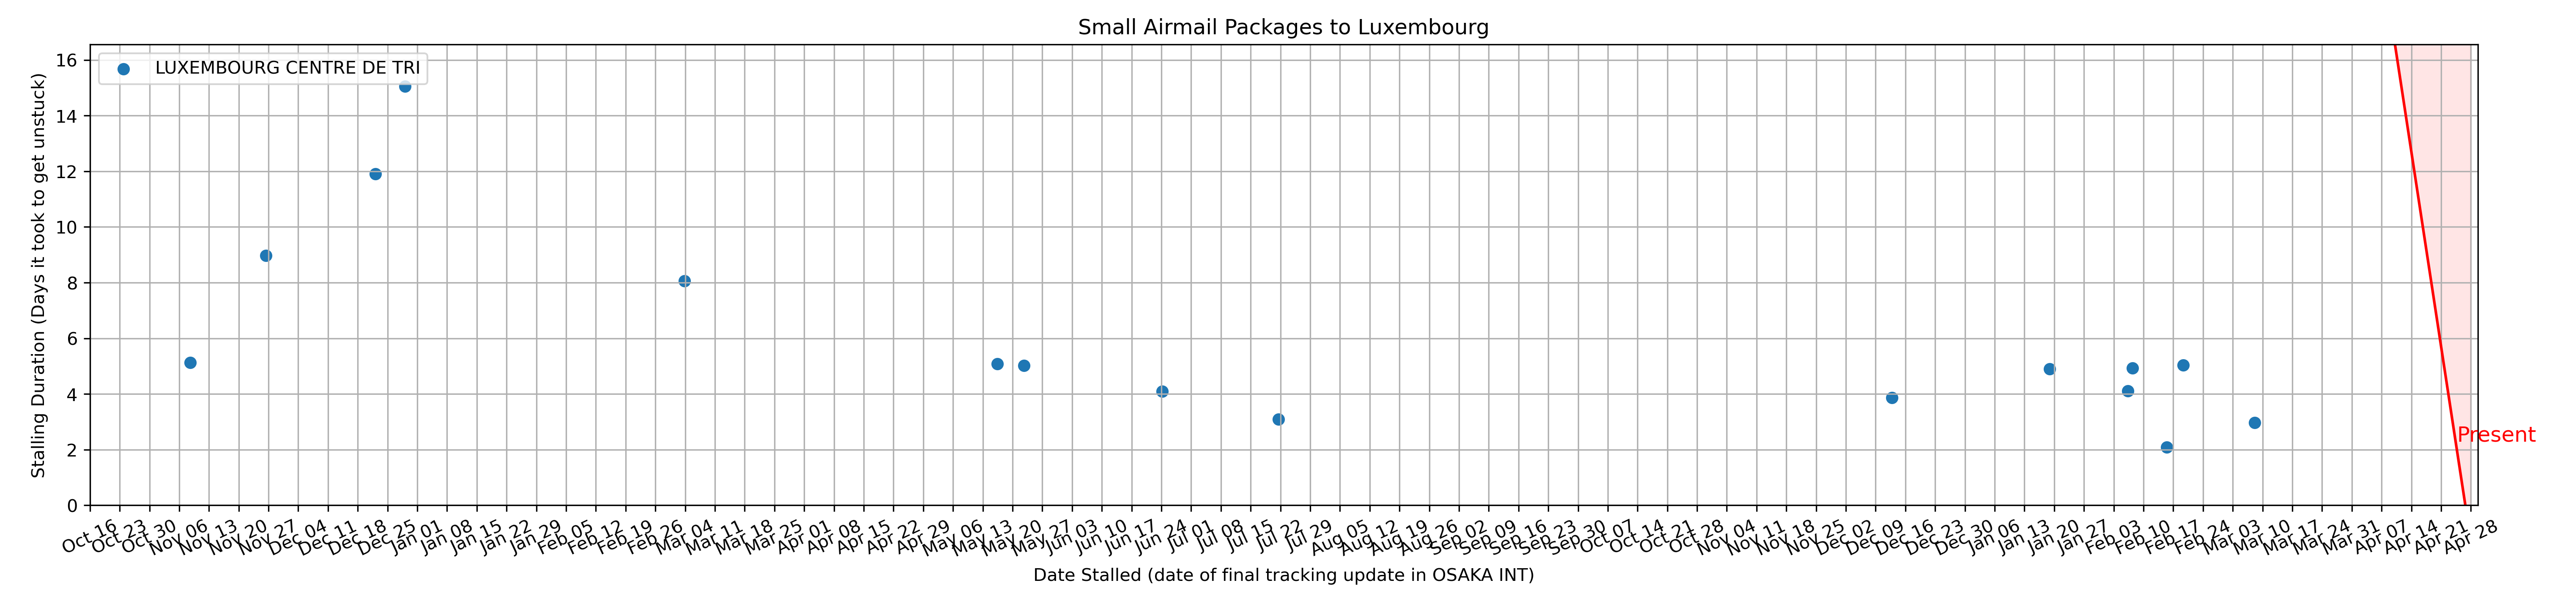 Small Airmail Packages to Luxembourg
LUXEMBOURG CENTRE DE TRI
Stalling Duration (Days it took to get unstuck)
16
14
12
10
8
6
4
2
0
Present
Oct 16
Oct 23
Oct 30
Nov 06
Nov 13
Nov 20
Nov 27
Dec 04
Dec 11
Dec 18
Dec 25
Jan 01
Jan 08
Jan 15
Jan 22
Jan 29
Feb 05
Feb 12
Feb 19
Feb 26
Mar 04
Mar 11
Mar 18
Mar 25
Apr 01
Apr 08
Apr 15
Apr 22
Apr 29
May 06
May 13
May 20
May 27
Jun 03
Jun 10
Jun 17
Jun 24
Jul 01
Jul 08
Jul 15
Jul 22
Jul 29
Aug 05
Aug 12
Aug 19
Aug 26
Sep 02
Sep 09
Sep 16
Sep 23
Sep 30
Oct 07
Oct 14
Oct 21
Oct 28
Nov 04
Nov 11
Nov 18
Nov 25
Dec 02
Dec 09
Dec 16
Dec 23
Dec 30
Jan 06
Jan 13
Jan 20
Jan 27
Feb 03
Feb 10
Feb 17
Feb 24
Mar 03
Mar 10
Mar 17
Mar 24
Mar 31
Apr 07
Apr 14
Apr 21
Apr 28
Date Stalled (date of final tracking update in OSAKA INT)